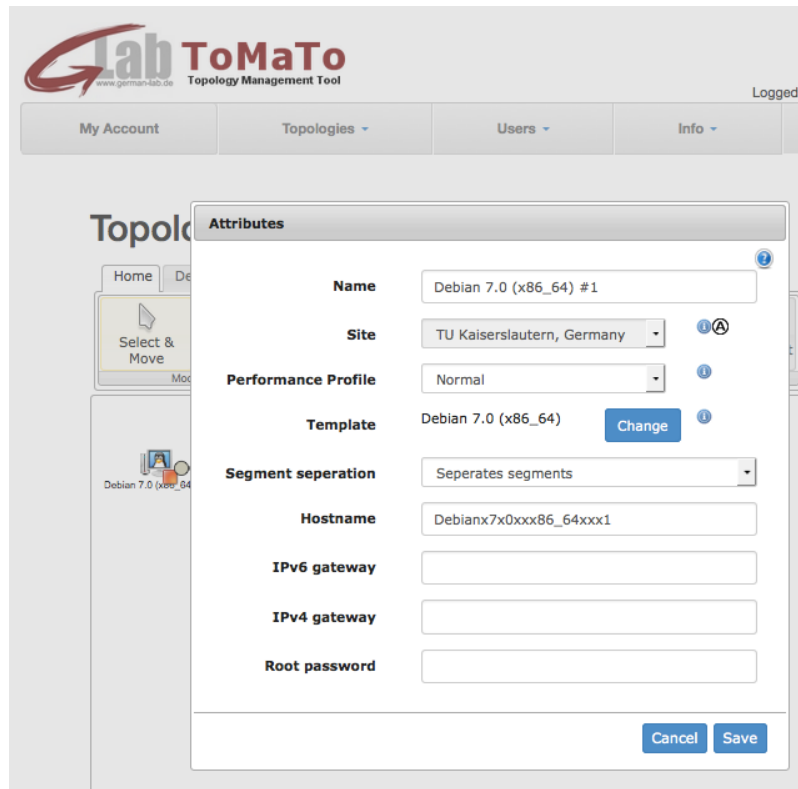 Lab ToMaTo
www.german-lab.de Topology Management Tool
Logged
My Account Topologies Users Info
Topolo
Attributes
Home De
Name Debian 7.0 (x86_64) #1
Select & Move
Site TU Kaiserslautern, Germany A
Performance Profile Normal
Template Debian 7.0 (x86_64) Change
Debian 7.0 (x86_64
Segment seperation Seperates segments
Hostname Debianx7x0xxx86_64xxx1
IPv6 gateway
IPv4 gateway
Root password
Cancel Save